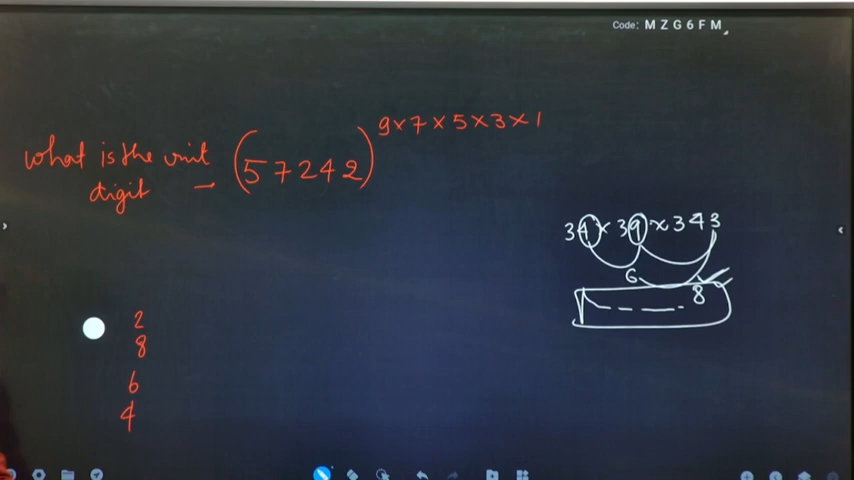 Code: MZG6FM
9×7×5×3×1
what is the unit (57242)
digit –
34×39×343
6
8
2
8
6
4